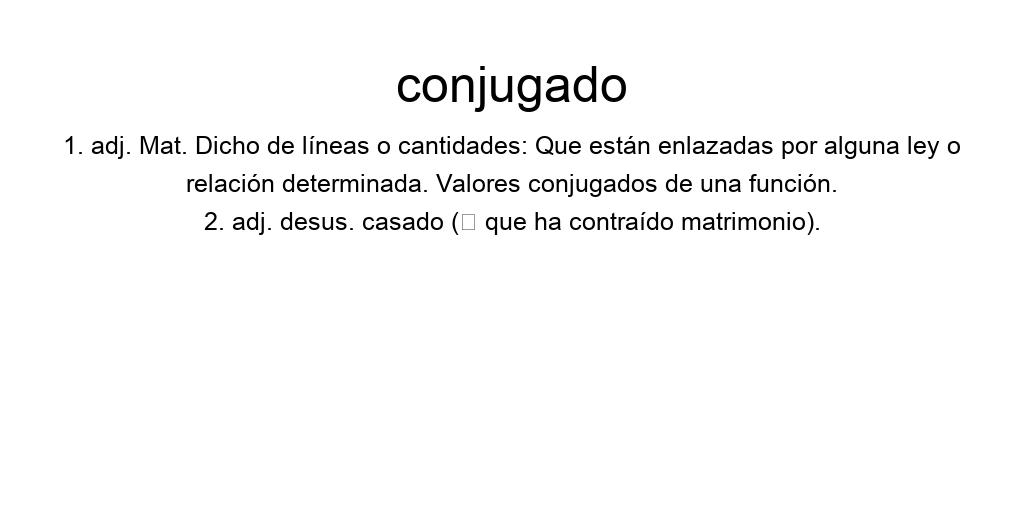 conjugado
1. adj. Mat. Dicho de líneas o cantidades: Que están enlazadas por alguna ley o
relación determinada. Valores conjugados de una función.
2. adj. desus. casado (□ que ha contraído matrimonio).